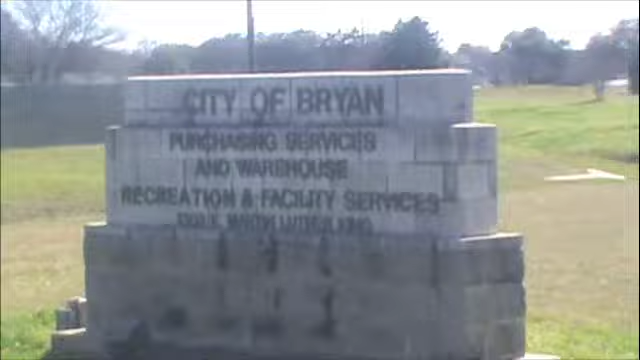 CITY OF BRYAN
PURCHASING SERVICES
AND WAREHOUSE
RECREATION & FACILITY SERVICES